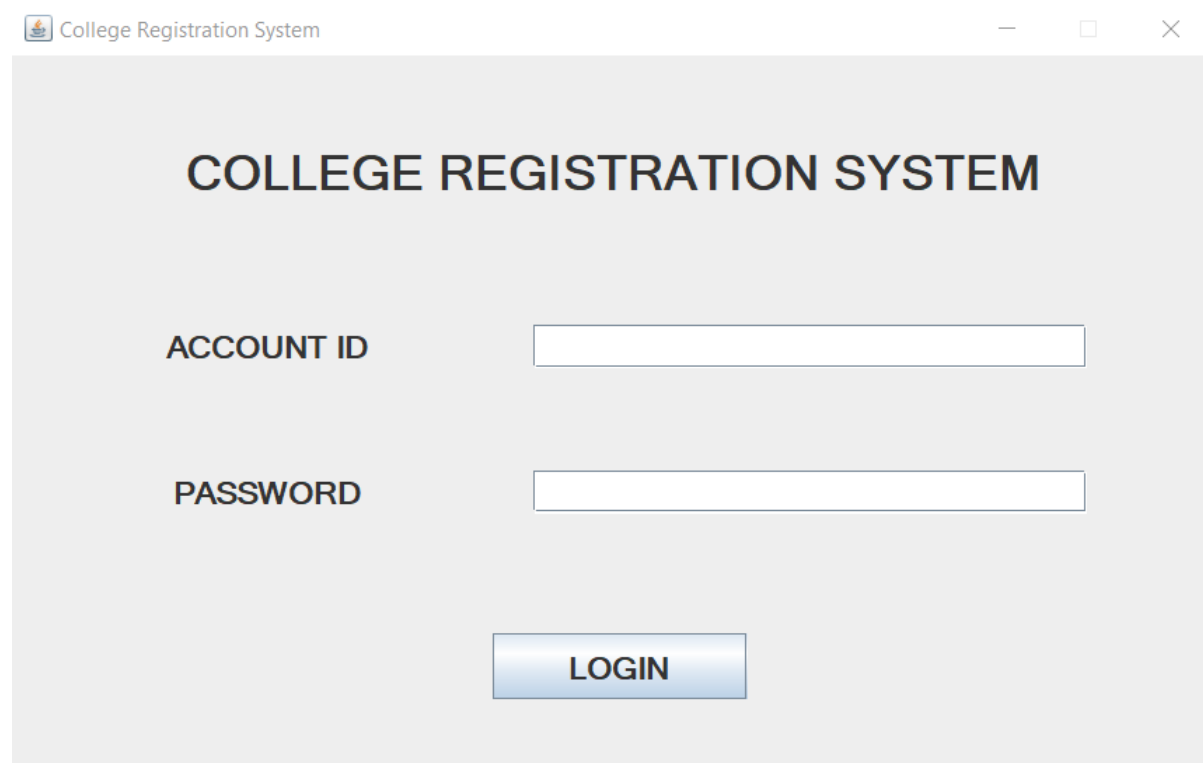 College Registration System
COLLEGE REGISTRATION SYSTEM
ACCOUNT ID
PASSWORD
LOGIN